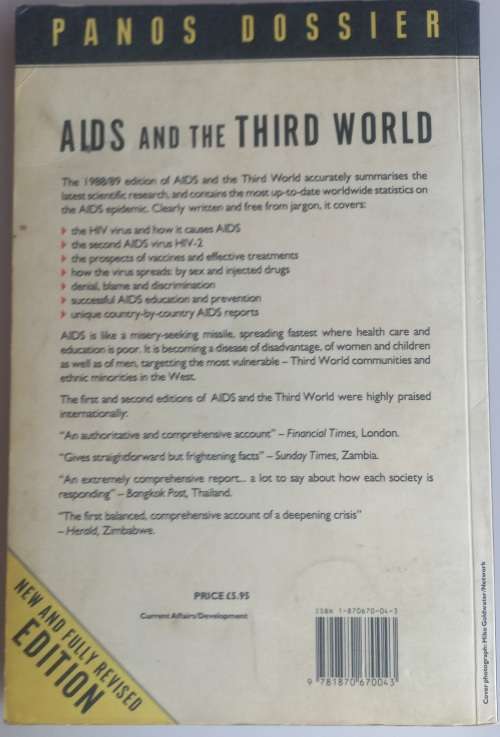 PANOS DOSSIER
AIDS AND THE THIRD WORLD
The 1988/89 edition of AIDS and the Third World accurately summarises the
latest scientific research, and contains the most up-to-date worldwide statistics
on the AIDS epidemic. Clearly written and free from jargon, it covers:
the HIV virus and how it causes AIDS
the second AIDS virus HIV-2
the prospects of vaccines and effective treatments
how the virus spreads: by sex and injected drugs
denial, blame and discrimination
successful AIDS education and prevention
unique country-by-country AIDS reports
AIDS is like a misery-seeking missile, spreading fastest where health care and
education is poor. It is becoming a disease of disadvantage, of women and children
as well as of men, targetting the most vulnerable – Third World communities and
ethnic minorities in the West.
The first and second editions of AIDS and the Third World were highly praised
internationally:
“An authoritative and comprehensive account” – Financial Times, London.
“Gives straightforward but frightening facts” – Sunday Times, Zambia.
“An extremely comprehensive report... a lot to say about how each society is
responding” – Bangkok Post, Thailand.
“The first balanced, comprehensive account of a deepening crisis”
– Herald, Zimbabwe.
NEW AND FULLY REVISED
EDITION
PRICE £5.95
Current Affairs/Development
ISBN 1-870670-04-3
9 781870 670043
Cover photograph: Mike Goldwater/Network